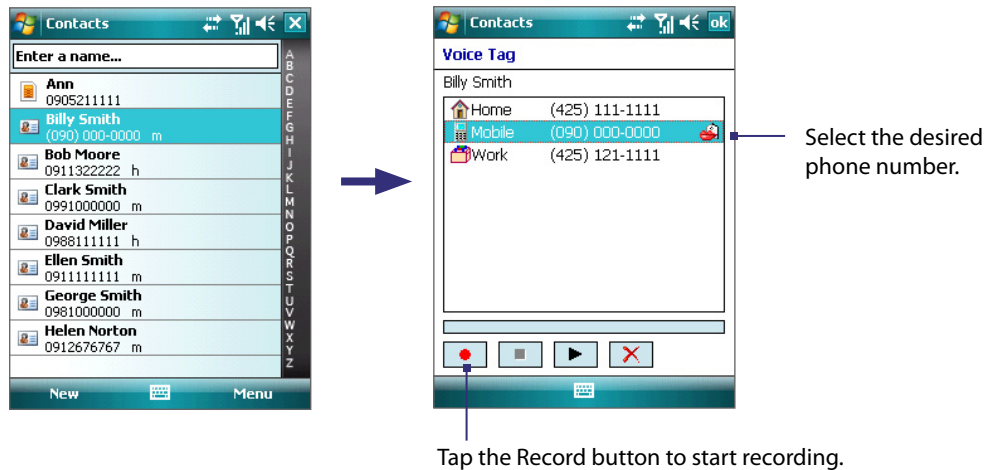 Contacts
Enter a name...
Ann
0905211111
Billy Smith
(090) 000-0000 m
Bob Moore
0911322222 h
Clark Smith
0991000000 m
David Miller
0988111111 h
Ellen Smith
0911111111 m
George Smith
0981000000 m
Helen Norton
0912676767 m
A
B
C
D
E
F
G
H
I
J
K
L
M
N
O
P
Q
R
S
T
U
V
W
X
Y
Z
New Menu
Contacts ok
Voice Tag
Billy Smith
Home (425) 111-1111
Mobile (090) 000-0000
Work (425) 121-1111
Select the desired
phone number.
Tap the Record button to start recording.